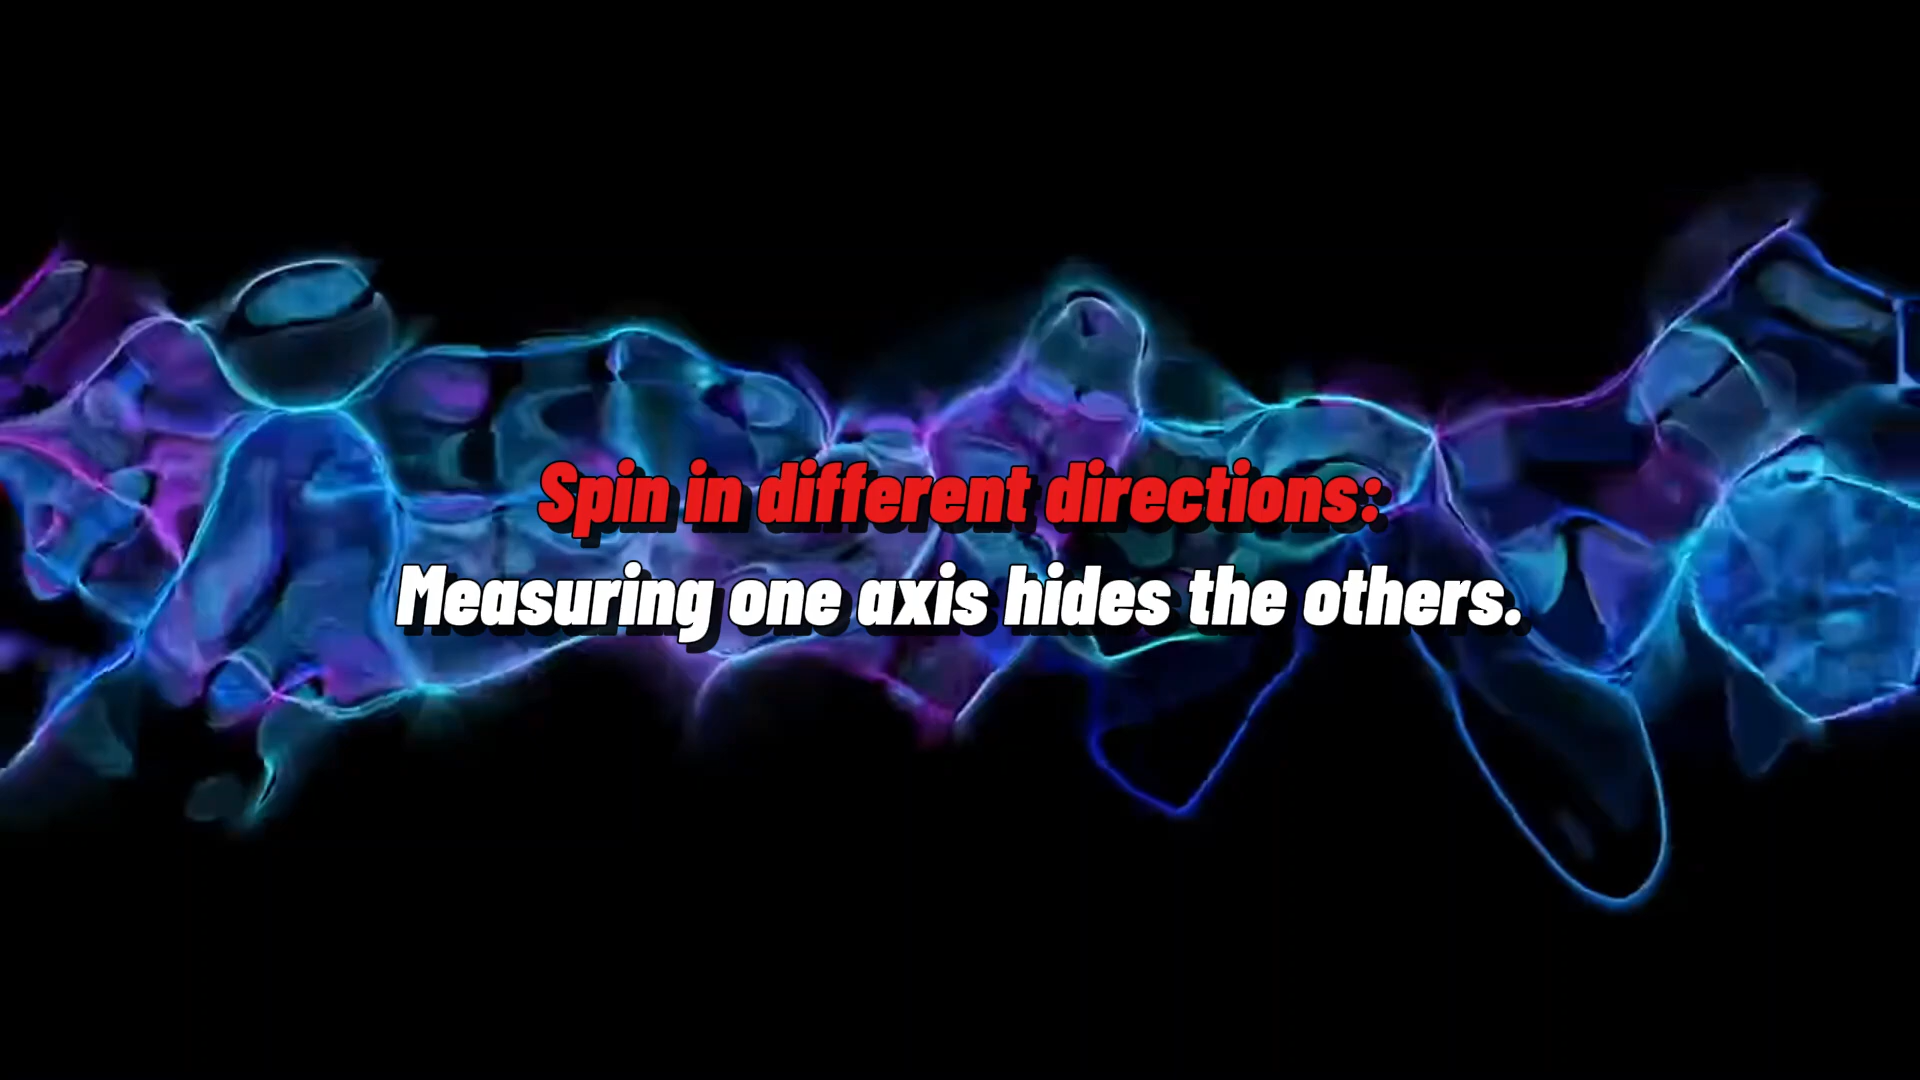 Spin in different directions:
Measuring one axis hides the others.